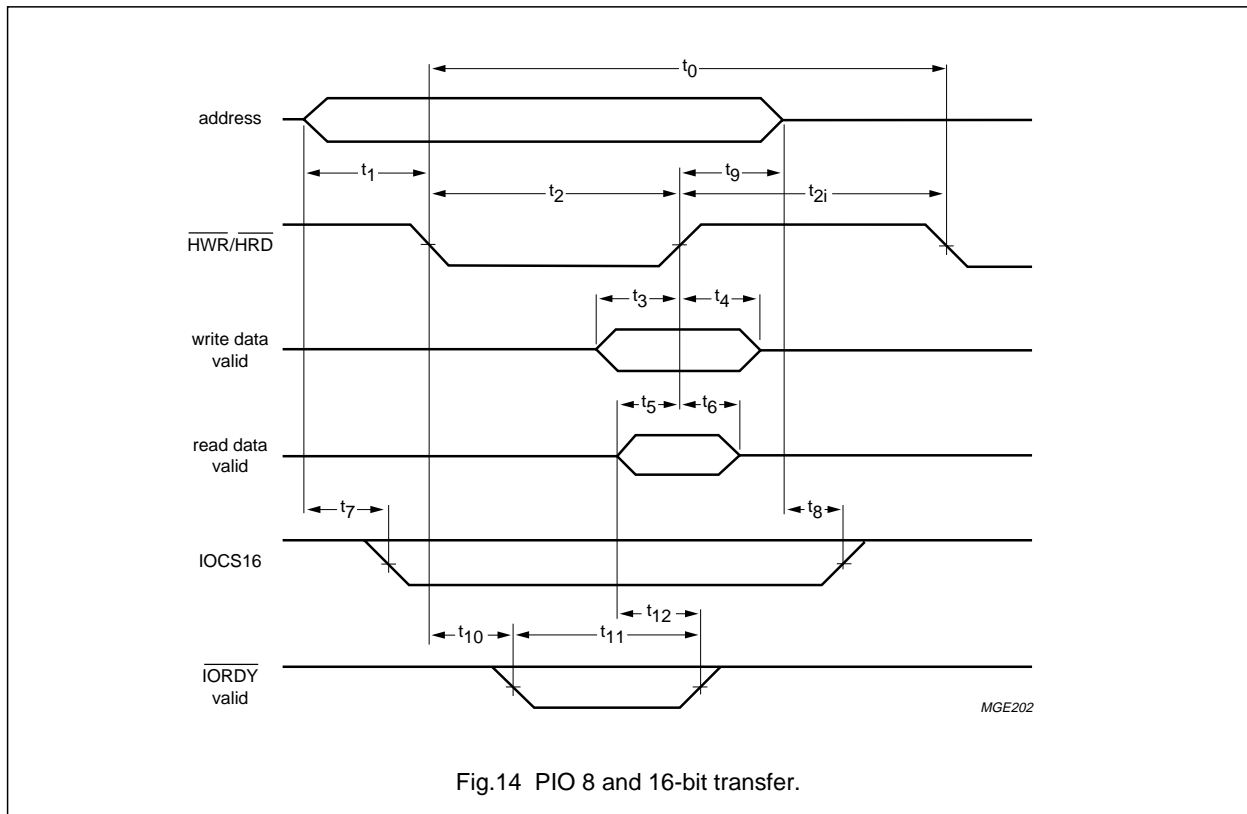 t0
address
t1
t9
t2
t2i
HWR/HRD
t3
t4
write data
valid
t5
t6
read data
valid
t7
t8
IOCS16
t12
t10
t11
IORDY
valid
MGE202
Fig.14 PIO 8 and 16-bit transfer.